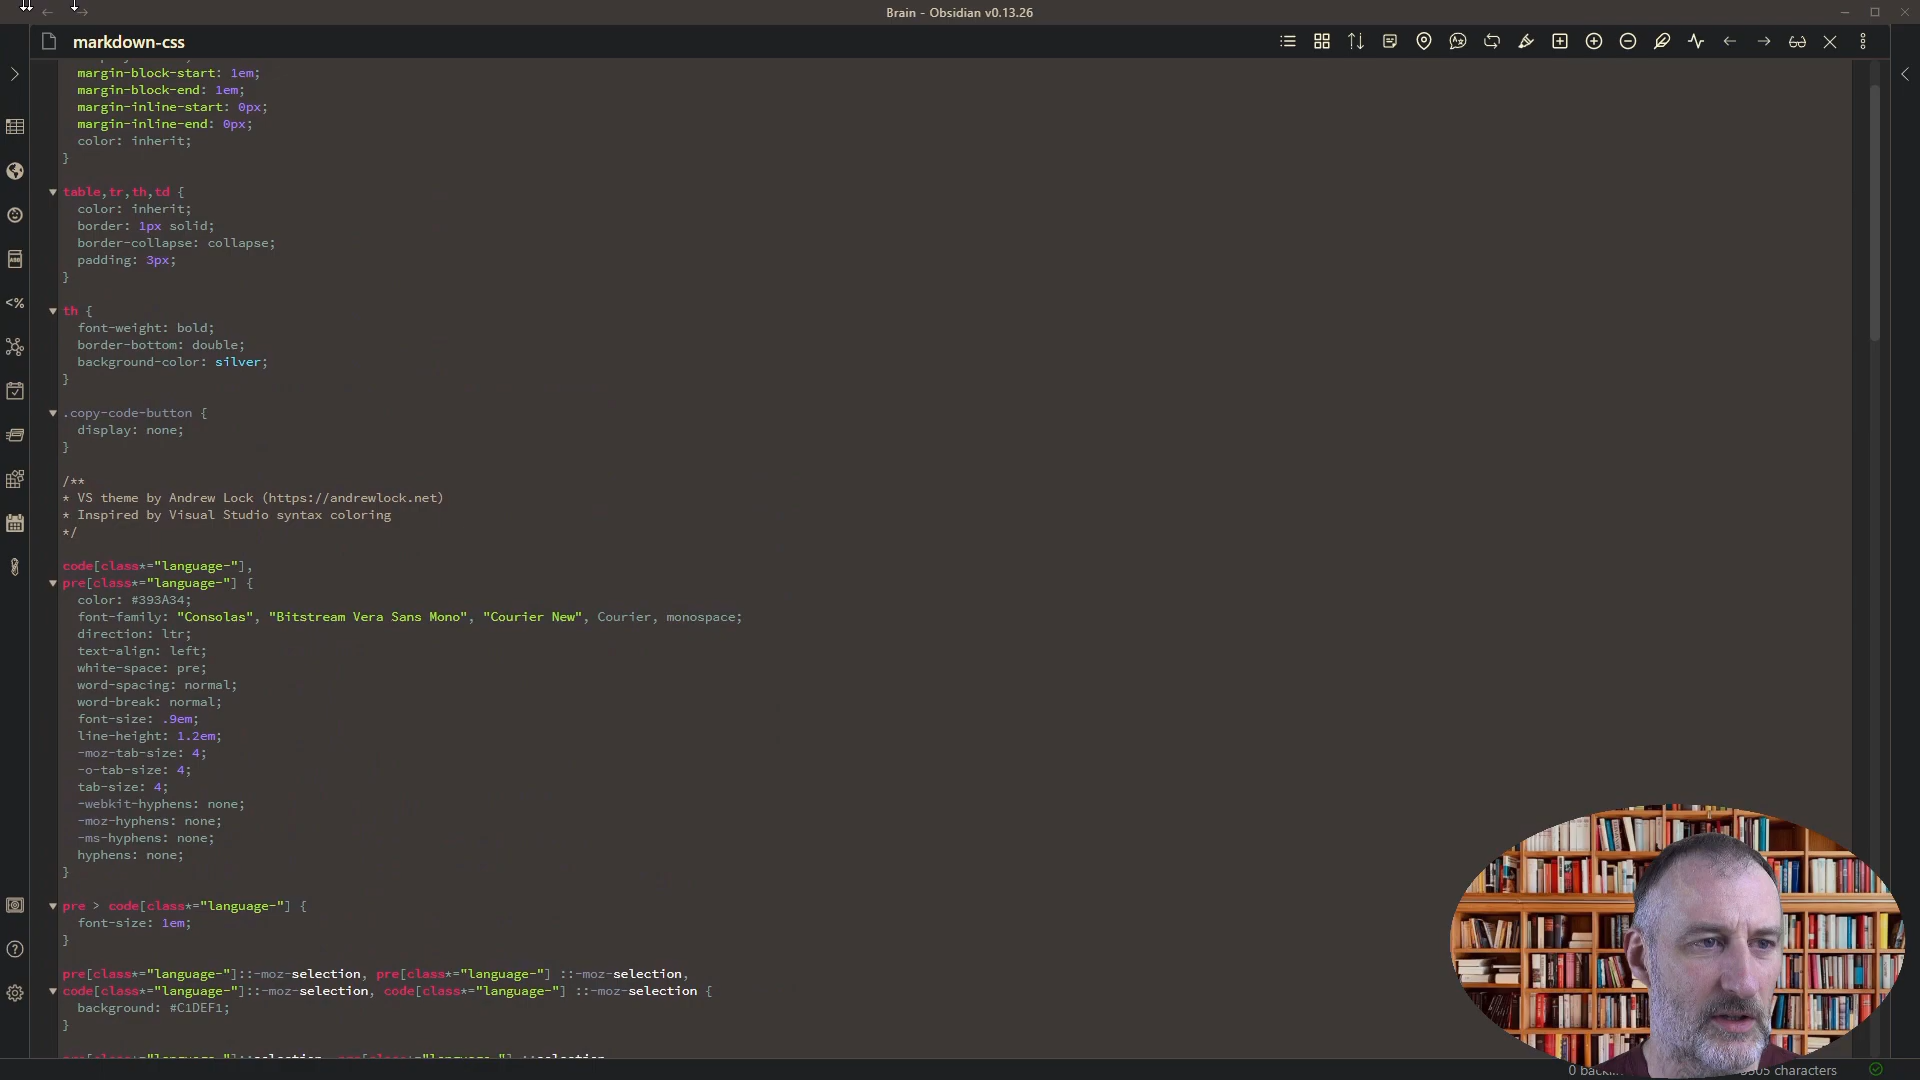 Brain - Obsidian v0.13.26
markdown-css
margin-block-start: 1em;
margin-block-end: 1em;
margin-inline-start: 0px;
margin-inline-end: 0px;
color: inherit;
}
table,tr,th,td {
color: inherit;
border: 1px solid;
border-collapse: collapse;
padding: 3px;
}
th {
font-weight: bold;
border-bottom: double;
background-color: silver;
}
.copy-code-button {
display: none;
}
/**
* VS theme by Andrew Lock (https://andrewlock.net)
* Inspired by Visual Studio syntax coloring
*/
code[class*="language-"],
pre[class*="language-"] {
color: #393A34;
font-family: "Consolas", "Bitstream Vera Sans Mono", "Courier New", Courier, monospace;
direction: ltr;
text-align: left;
white-space: pre;
word-spacing: normal;
word-break: normal;
font-size: .9em;
line-height: 1.2em;
-moz-tab-size: 4;
-o-tab-size: 4;
tab-size: 4;
-webkit-hyphens: none;
-moz-hyphens: none;
-ms-hyphens: none;
hyphens: none;
}
pre > code[class*="language-"] {
font-size: 1em;
}
pre[class*="language-"]::-moz-selection, pre[class*="language-"] ::-moz-selection,
code[class*="language-"]::-moz-selection, code[class*="language-"] ::-moz-selection {
background: #C1DEF1;
}
<%
characters